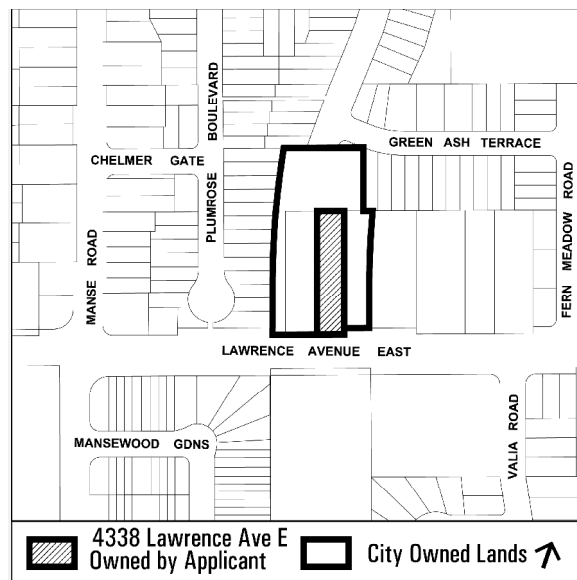 BOULEVARD
GREEN ASH TERRACE
CHELMER GATE
PLUMROSE
MANSE ROAD
FERN MEADOW ROAD
LAWRENCE AVENUE EAST
MANSEWOOD GDNS
VALIA ROAD
4338 Lawrence Ave E
Owned by Applicant
City Owned Lands